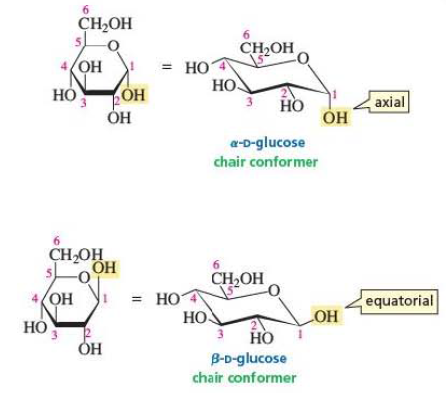 6
CH₂OH
5
O
4
OH
1
HO
3
2
OH
OH
=
6
CH₂OH
HO
4
5
O
HO
3
2
HO
1
OH
axial
α-D-glucose
chair conformer
6
CH₂OH
5
O
OH
4
OH
1
HO
3
2
OH
=
6
CH₂OH
HO
4
5
O
HO
3
2
HO
1
OH
equatorial
β-D-glucose
chair conformer